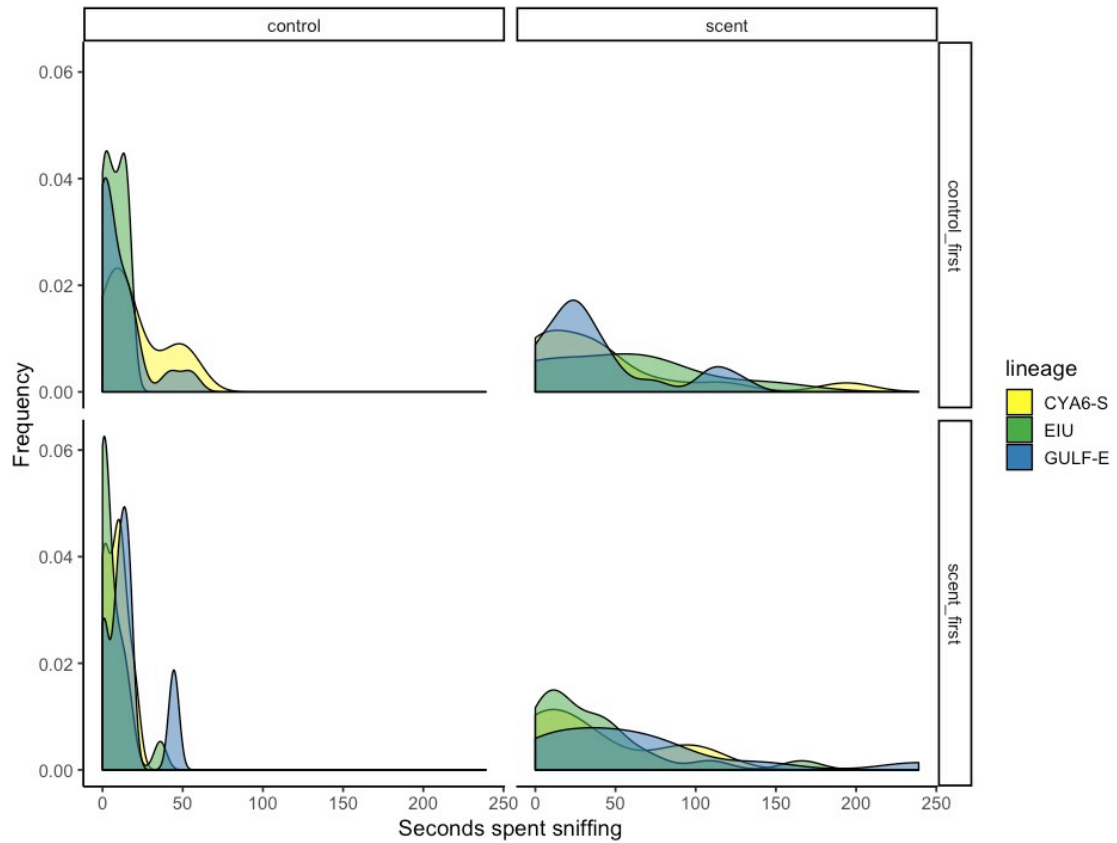 control
scent
0.06
0.04
0.02
0.00
control_first
Frequency
0.06
0.04
0.02
0.00
scent_first
0
50
100
150
200
250
0
50
100
150
200
250
Seconds spent sniffing
lineage
CYA6-S
EIU
GULF-E